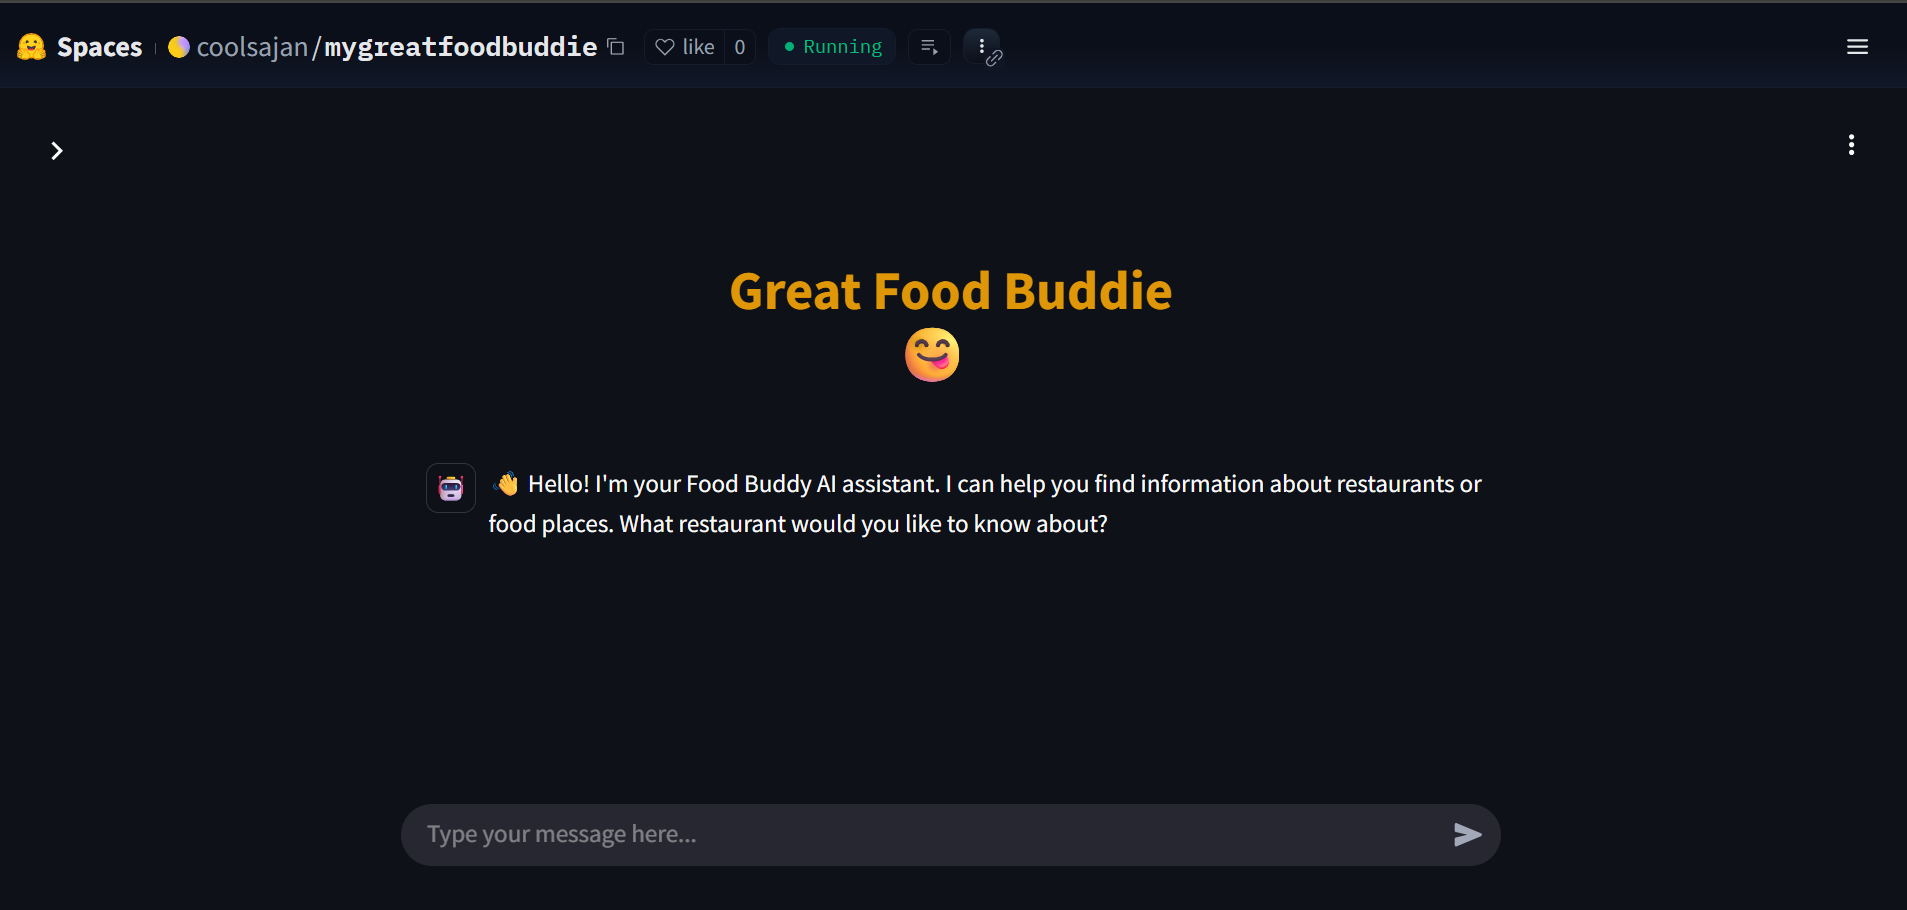 🤗 Spaces coolsajan/mygreatfoodbuddie like 0 Running
Great Food Buddie
😋
👋 Hello! I'm your Food Buddy AI assistant. I can help you find information about restaurants or
food places. What restaurant would you like to know about?
Type your message here...